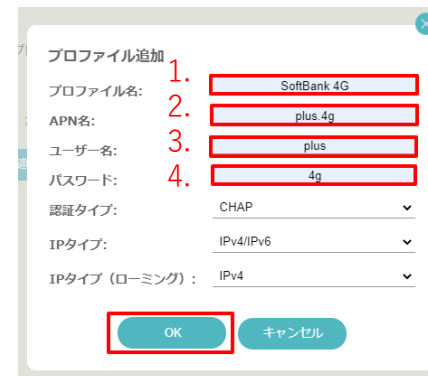 プロファイル追加
1.
プロファイル名: SoftBank 4G
2.
APN名: plus.4g
3.
ユーザー名: plus
4.
パスワード: 4g
認証タイプ: CHAP
IPタイプ: IPv4/IPv6
IPタイプ（ローミング）: IPv4
OK キャンセル